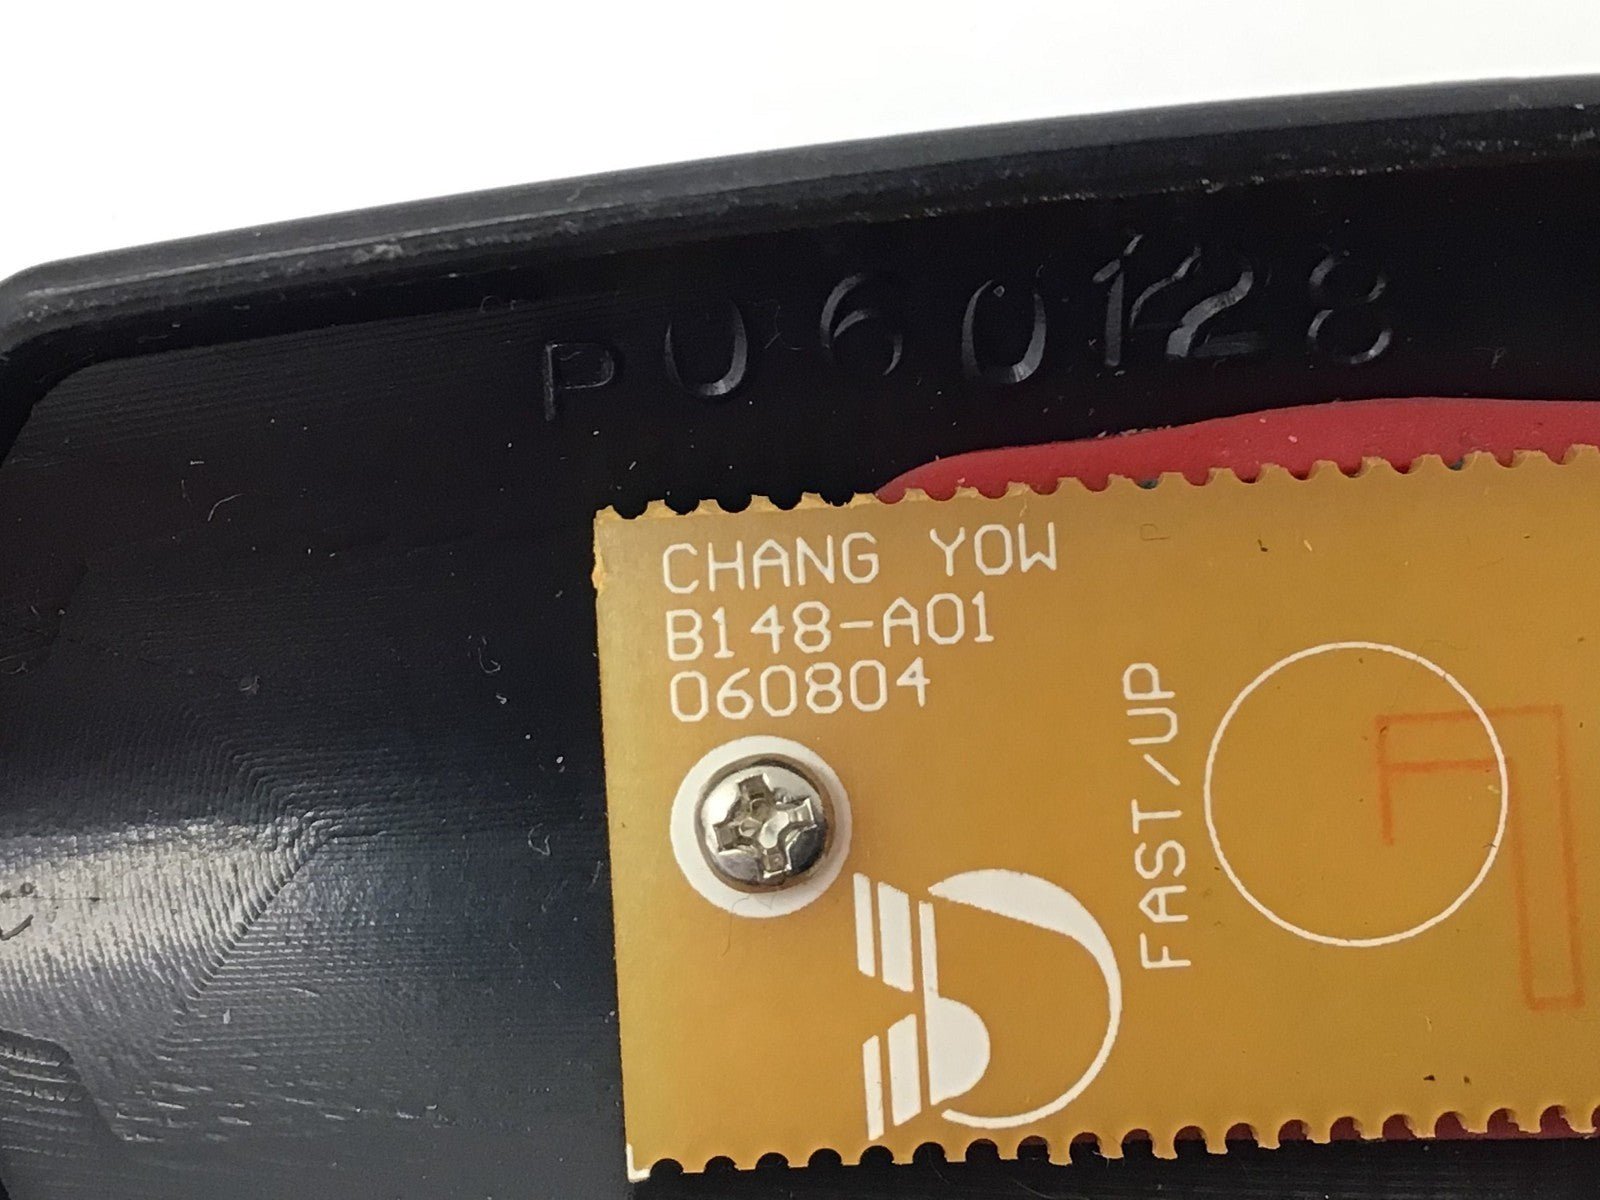 P060128
CHANG YOW
B148-A01
060804
FAST/UP